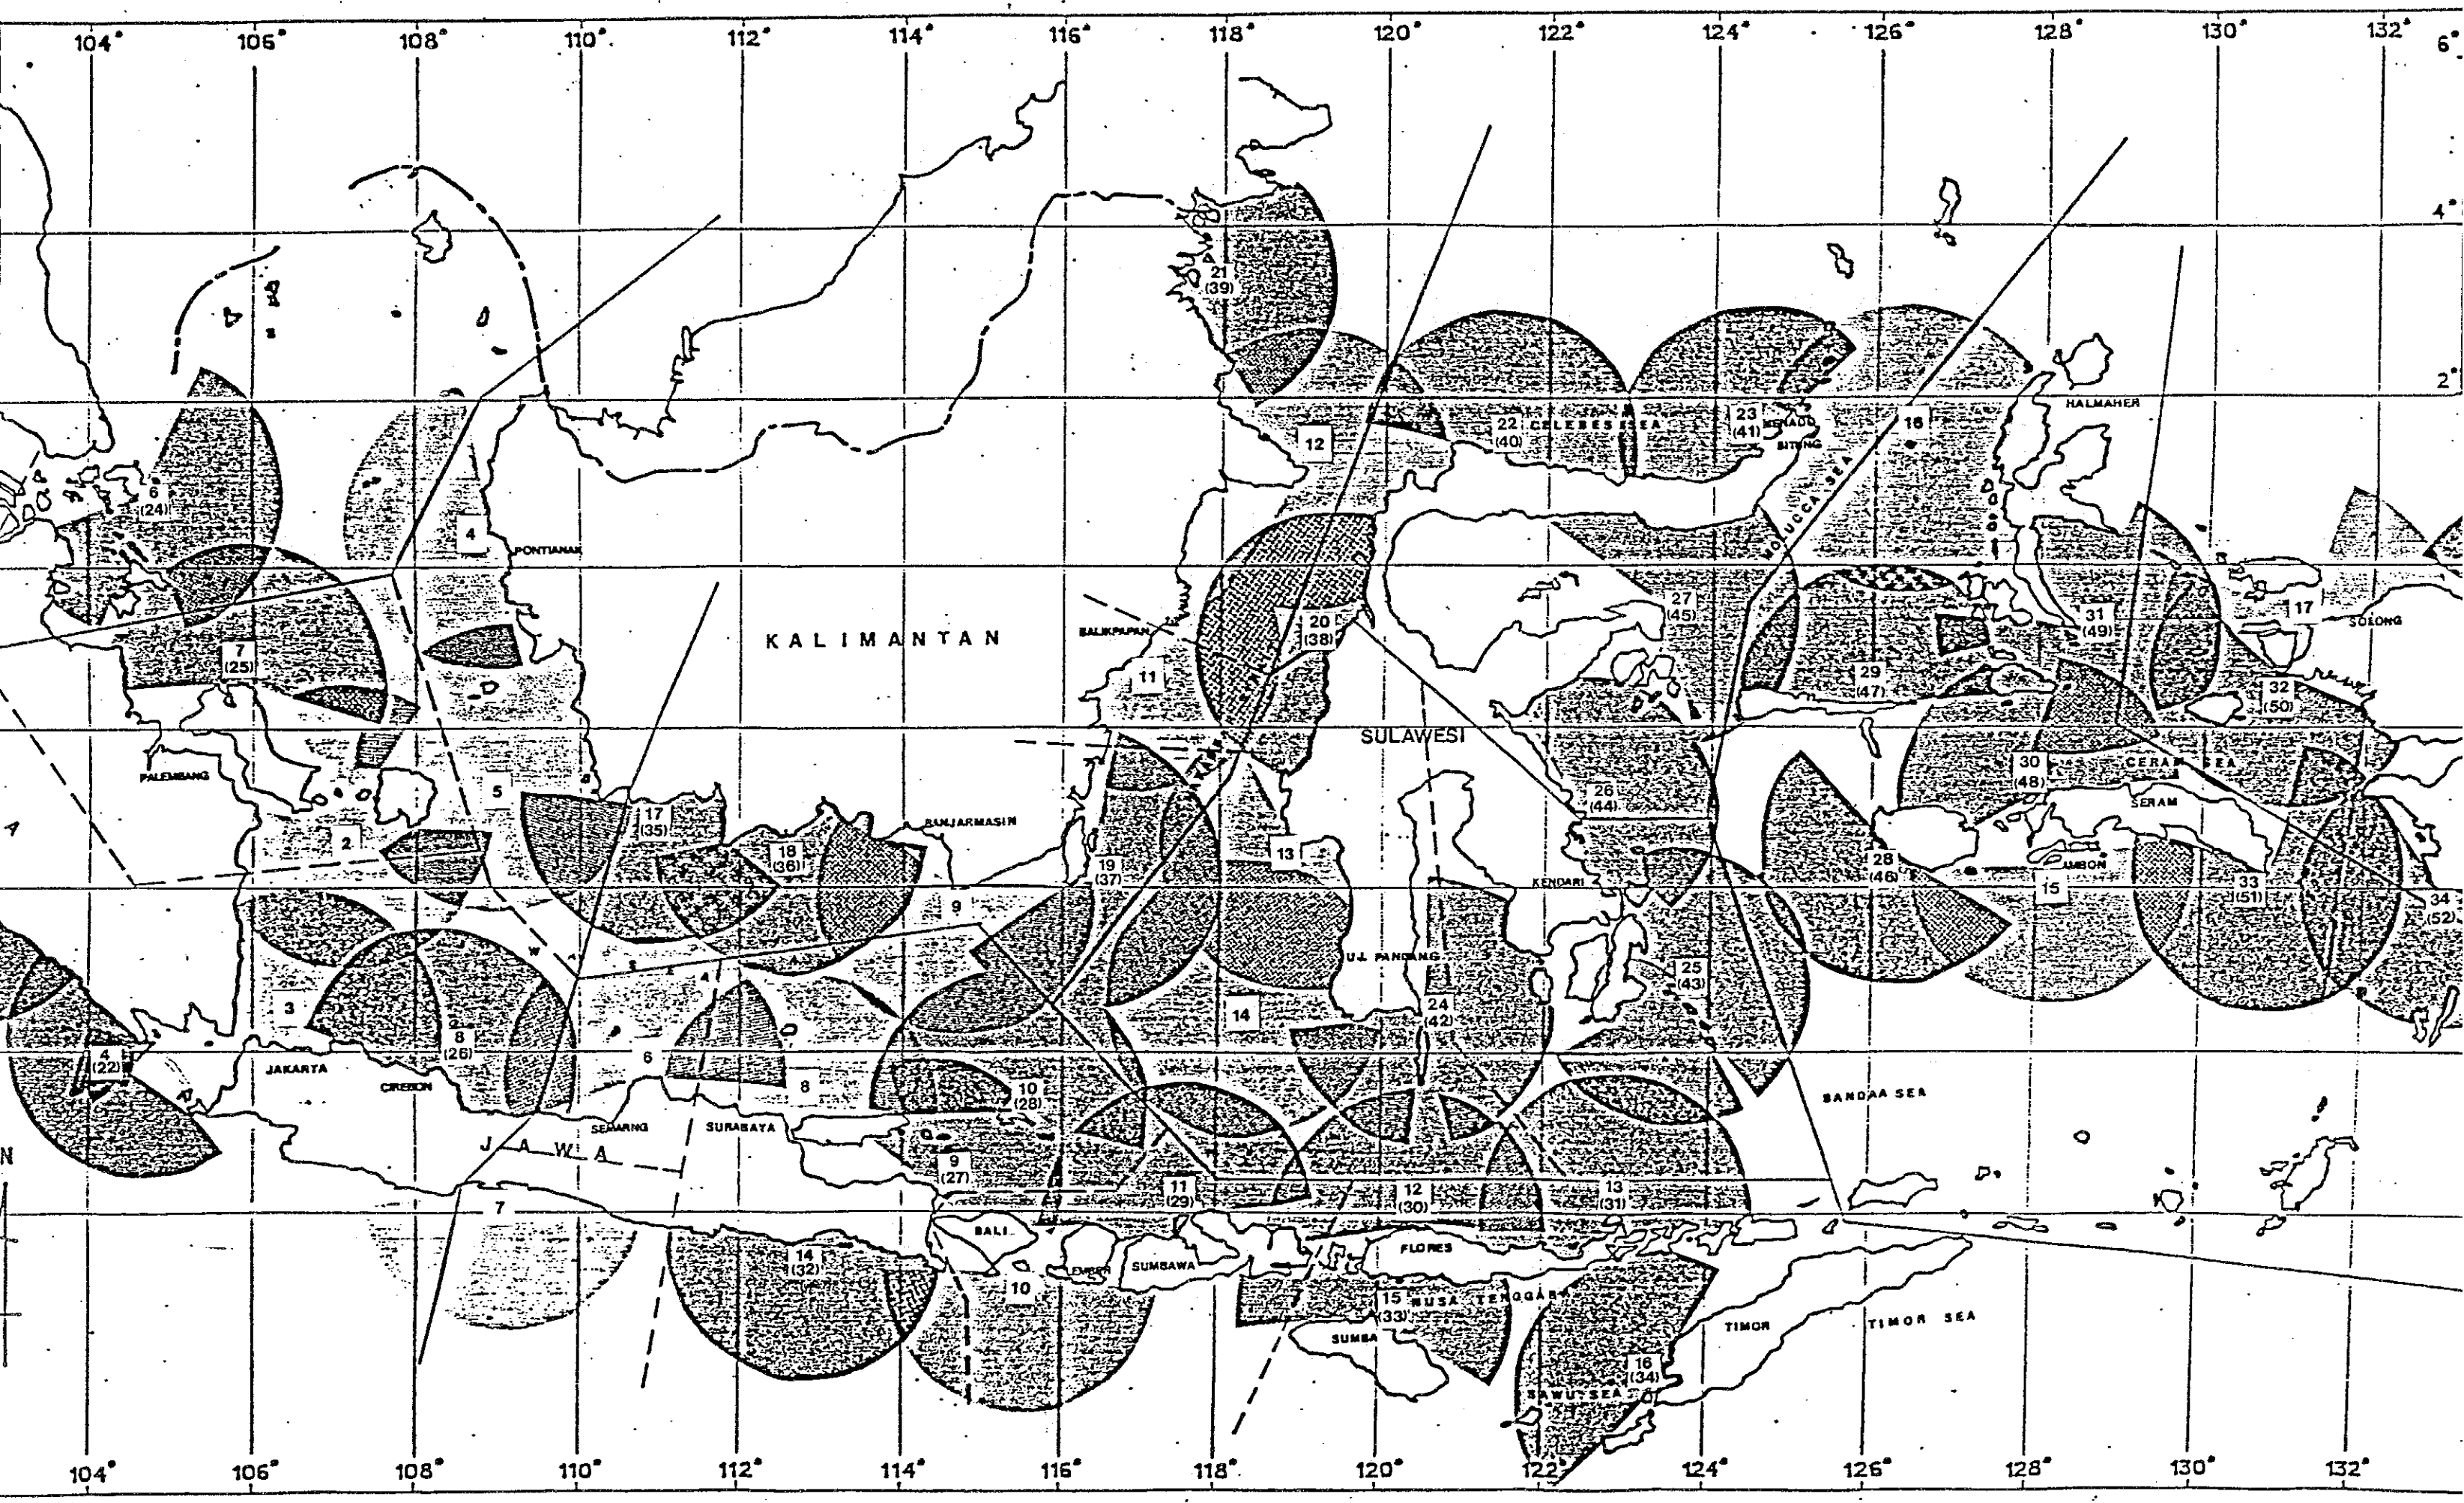 104° 106° 108° 110° 112° 114° 116° 118° 120° 122° 124° 126° 128° 130° 132°
6°
4°
21
(39)
2°
HALMAHER
12
22
(40)
CELEBES SEA
23
(41)
MENADO
BITUNG
16
6
(24)
4
PONTIANAK
MOLUCCA SEA
27
(45)
31
(49)
17
SOLONG
KALIMANTAN
BALIKPAPAN
20
(38)
7
(25)
11
29
(47)
32
(50)
SULAWESI
PALEMBANG
5
30
(48)
CERAM SEA
26
(44)
SERAM
17
(35)
BANJARMASIN
2
18
(36)
19
(37)
13
28
(46)
AMBON
15
33
(51)
34
(52)
KENDARI
9
UJ. PANDANG
25
(43)
3
14
24
(42)
8
(26)
4
(22)
JAKARTA
CIREBON
6
8
10
(28)
BANDAA SEA
SEMARNG
SURABAYA
JAWA
N
9
(27)
11
(29)
12
(30)
13
(31)
7
BALI
14
(32)
LEMBER
SUMBAWA
FLORES
10
15
(33)
NUSA TENGGARA
SUMBA
TIMOR
TIMOR SEA
16
(34)
SAWU SEA
104° 106° 108° 110° 112° 114° 116° 118° 120° 122° 124° 126° 128° 130° 132°